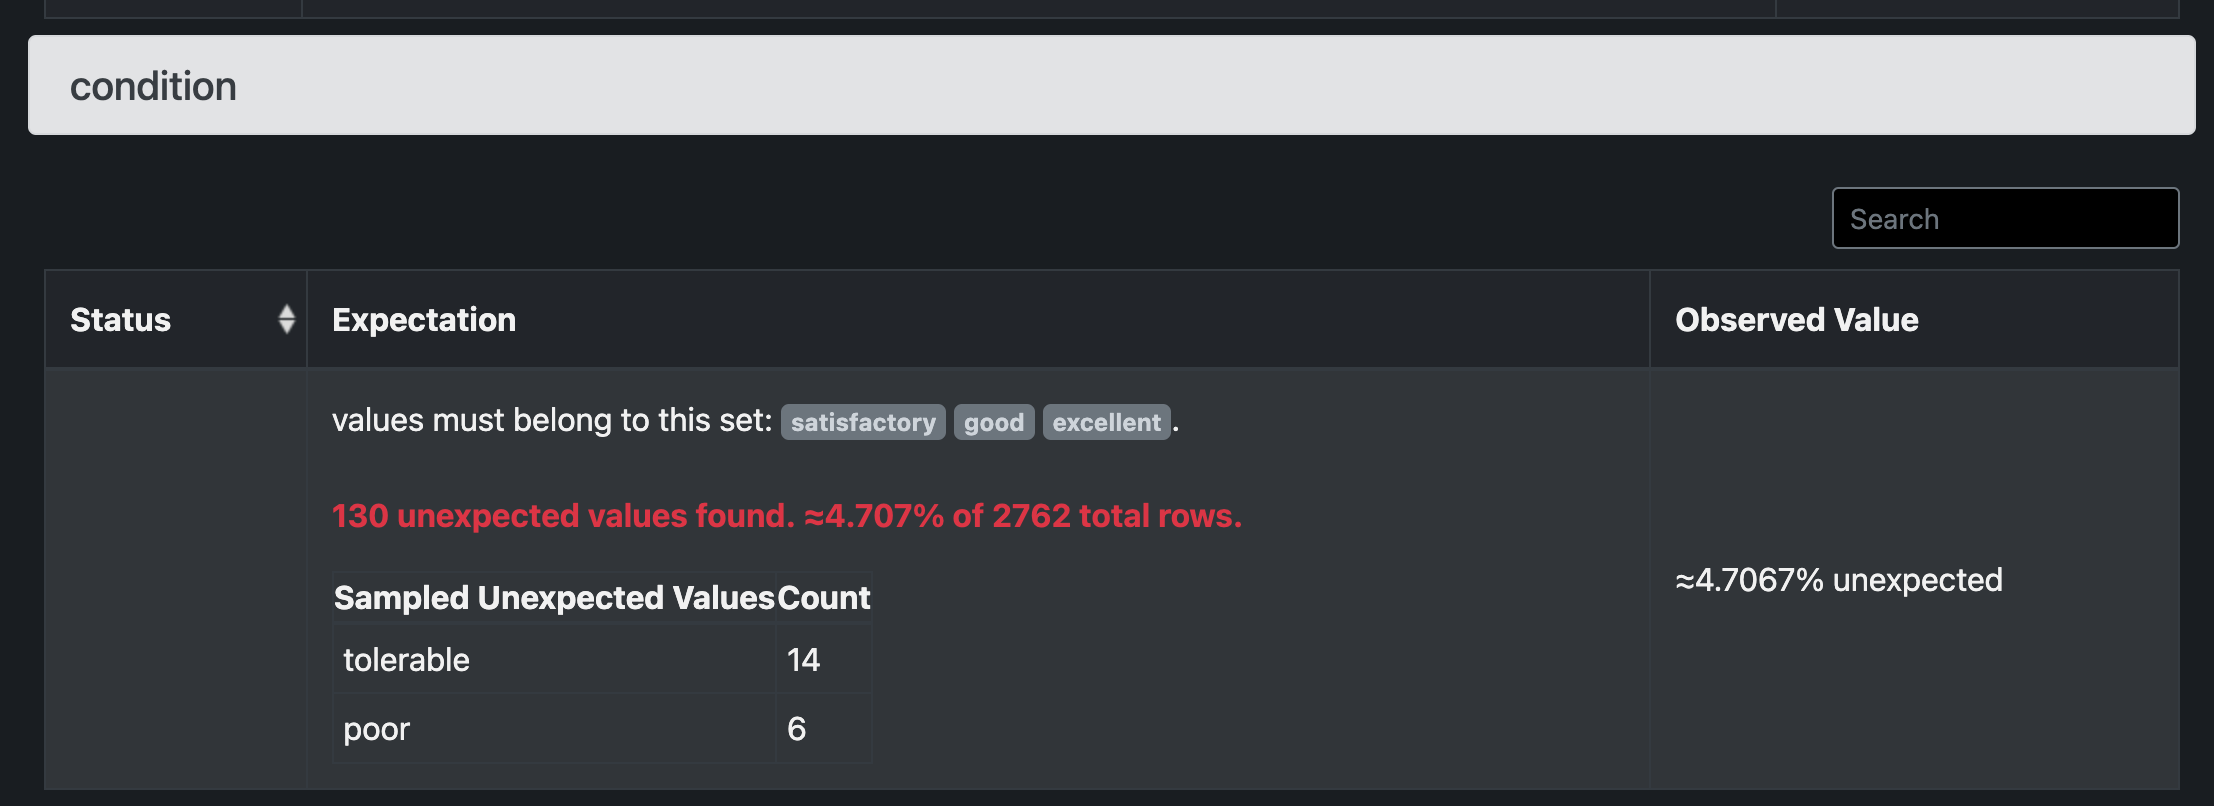 condition
Search
Status Expectation Observed Value
values must belong to this set: satisfactory good excellent.
130 unexpected values found. ≈4.707% of 2762 total rows.
≈4.7067% unexpected
Sampled Unexpected Values Count
tolerable 14
poor 6